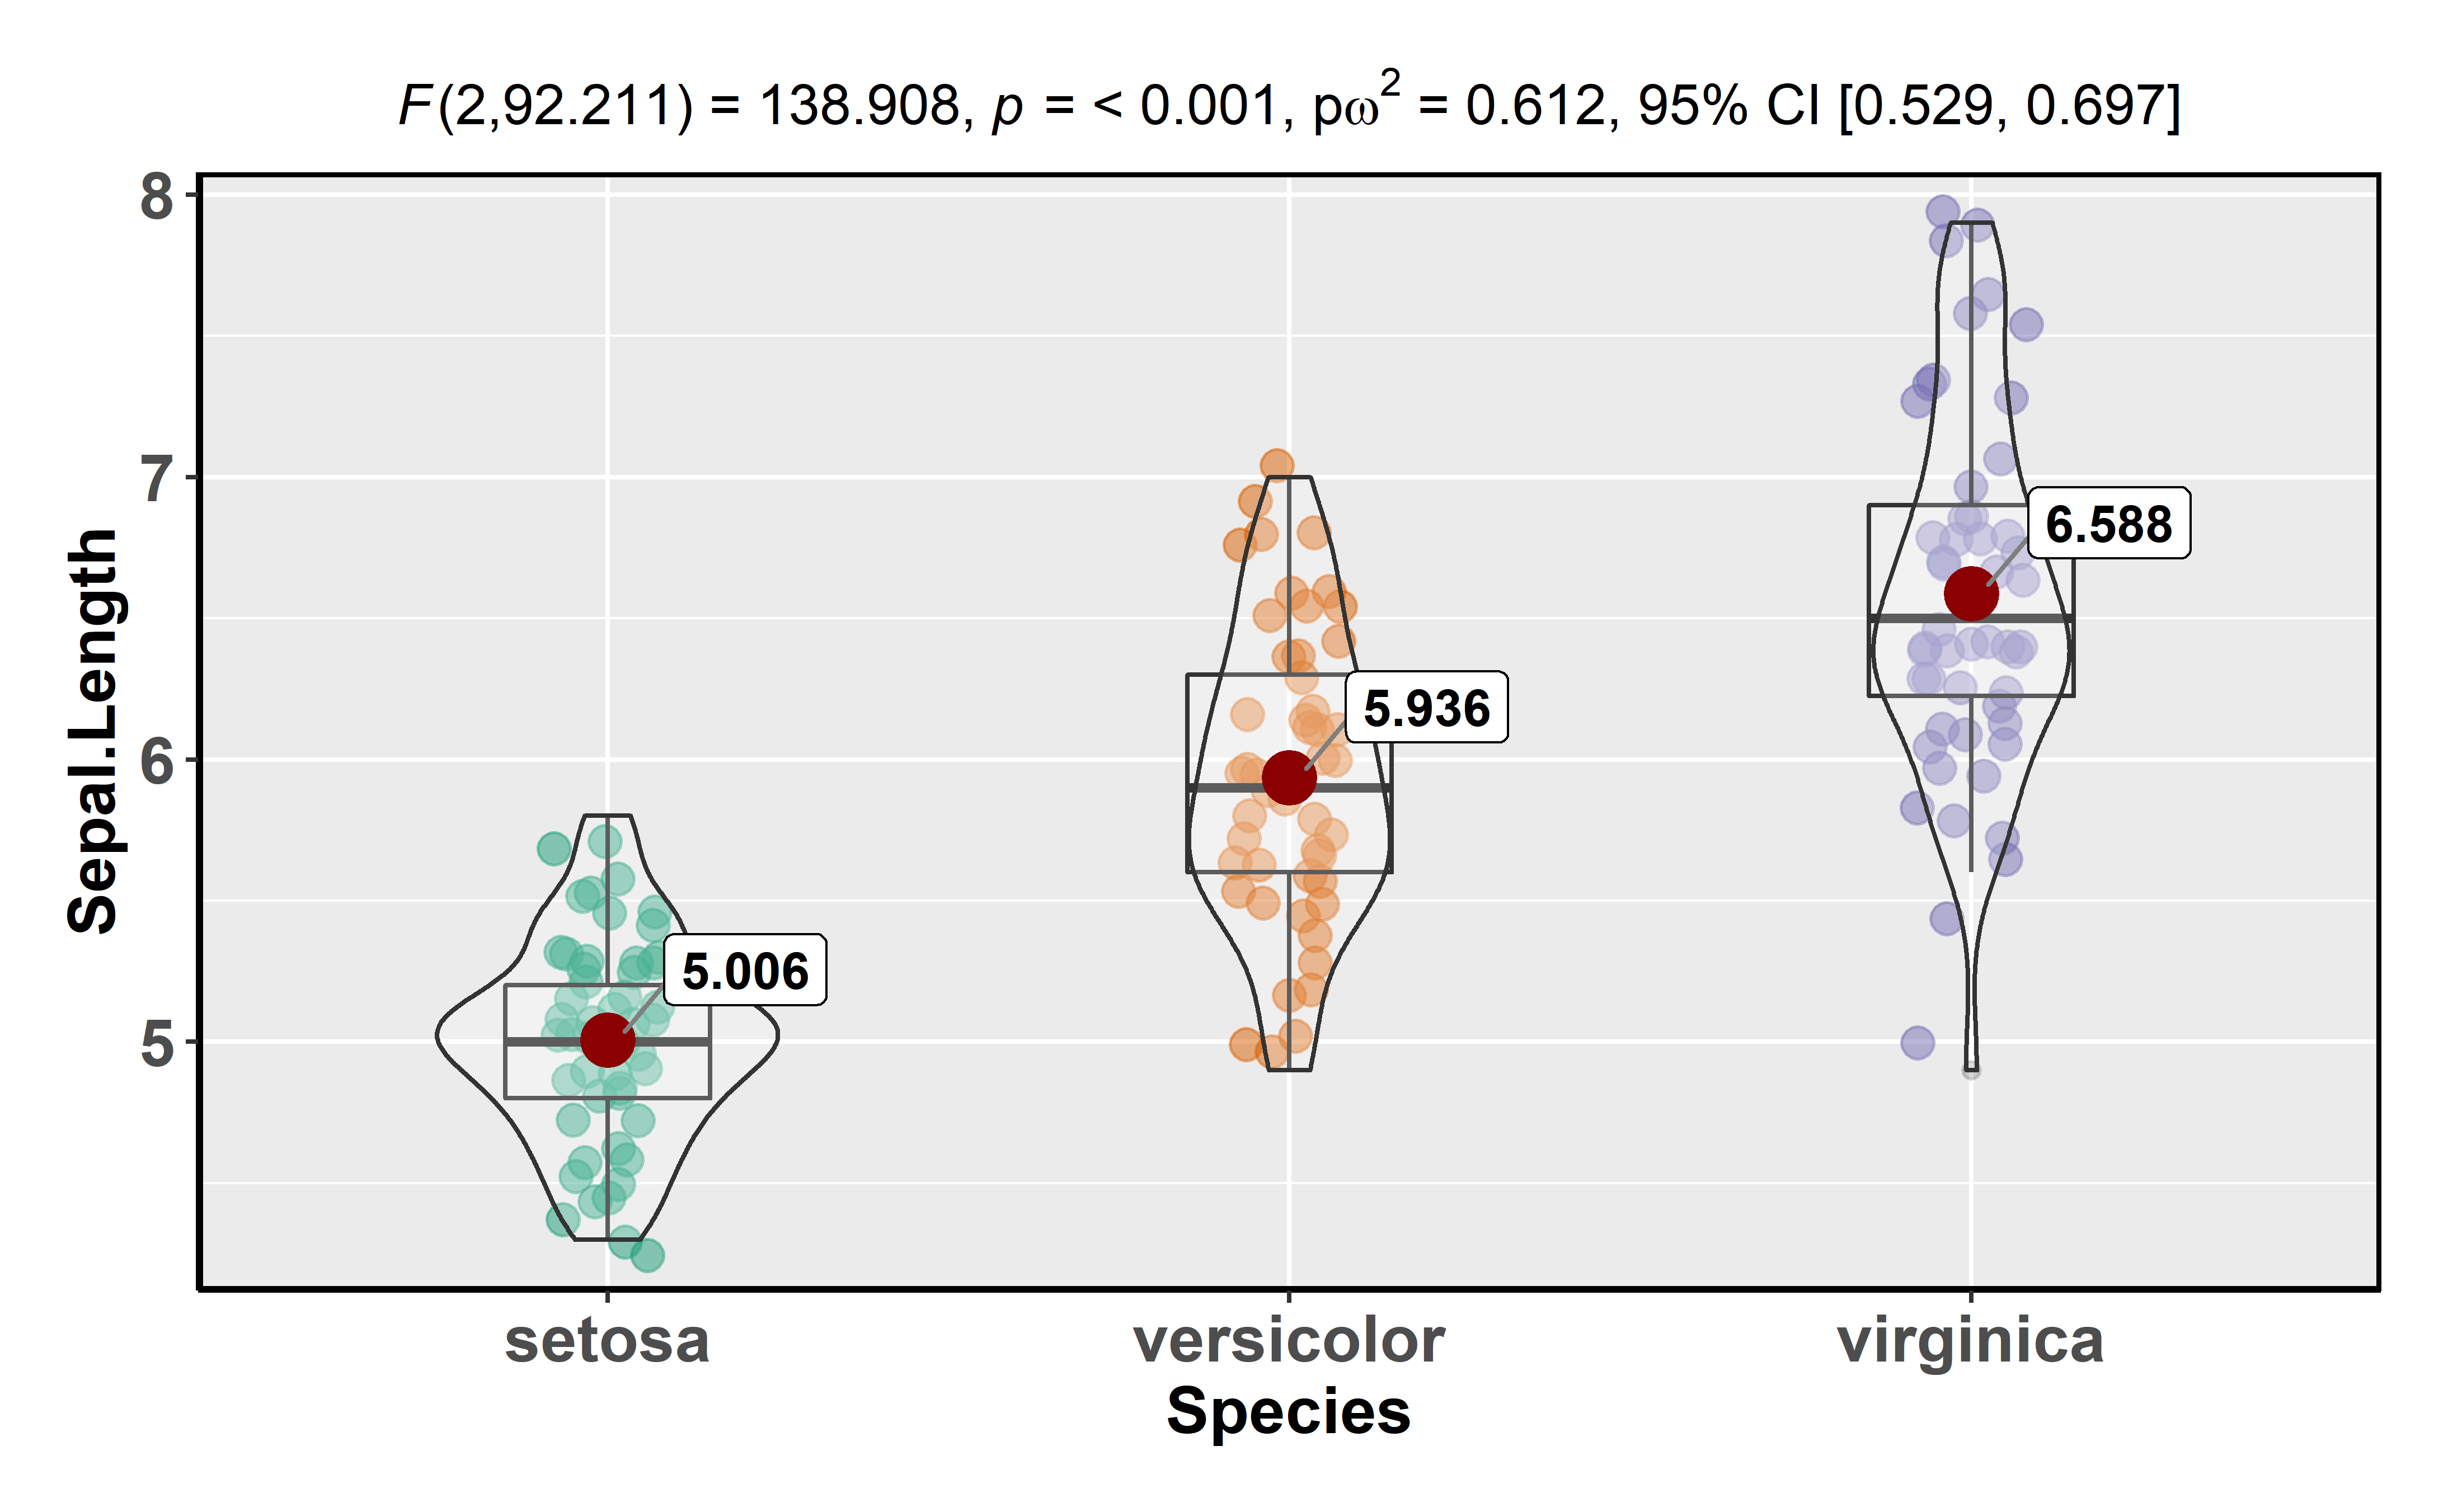 F(2,92.211) = 138.908, p = < 0.001, pω² = 0.612, 95% CI [0.529, 0.697]
8
7
6
5
Sepal.Length
6.588
5.936
5.006
setosa versicolor virginica
Species